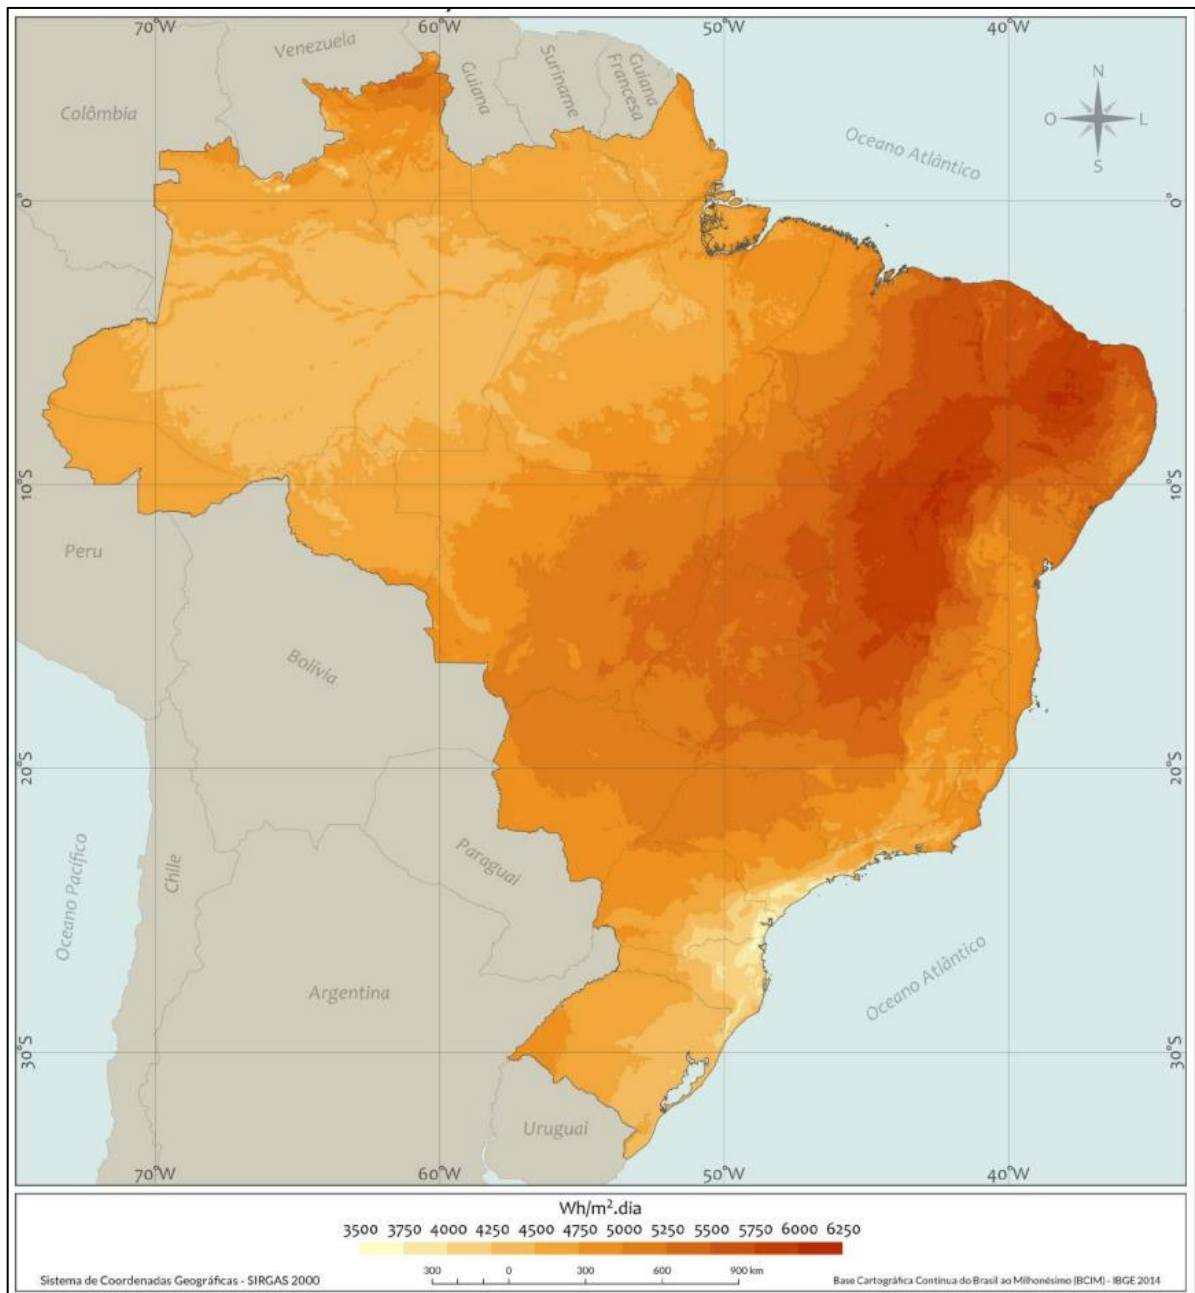 70°W 60°W 50°W 40°W
Venezuela
Guiana
Suriname
Guiana
Francesa
Colômbia
N
O L
S
Oceano Atlântico
0° 0°
10°S 10°S
Peru
Bolívia
20°S 20°S
Oceano Pacífico
Chile
Paraguai
Argentina
Oceano Atlântico
30°S 30°S
Uruguai
70°W 60°W 50°W 40°W
Wh/m².dia
3500 3750 4000 4250 4500 4750 5000 5250 5500 5750 6000 6250
300 0 300 600 900 km
Sistema de Coordenadas Geográficas - SIRGAS 2000
Base Cartográfica Contínua do Brasil ao Milhonésimo (BCIM) - IBGE 2014